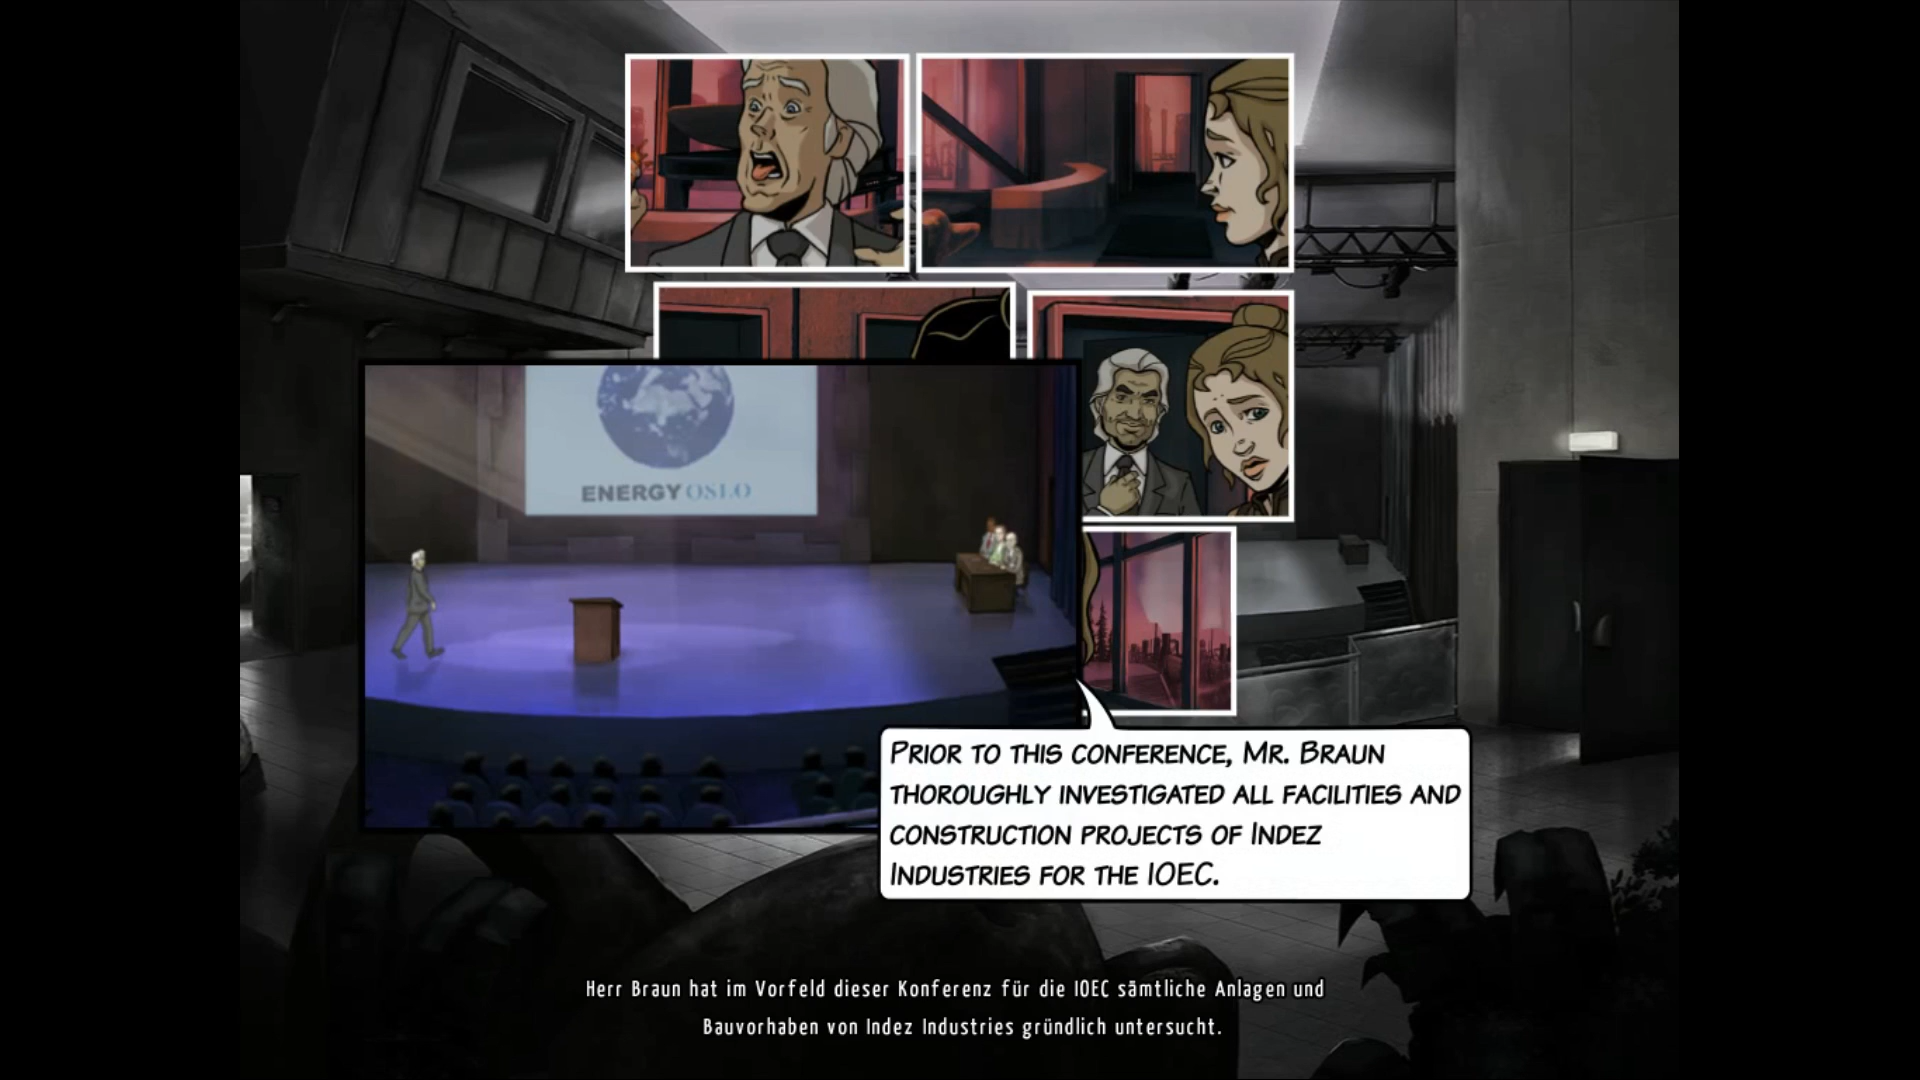 ENERGY OSLO
PRIOR TO THIS CONFERENCE, MR. BRAUN
THOROUGHLY INVESTIGATED ALL FACILITIES AND
CONSTRUCTION PROJECTS OF INDEZ
INDUSTRIES FOR THE IOEC.
Herr Braun hat im Vorfeld dieser Konferenz für die IOEC sämtliche Anlagen und
Bauvorhaben von Indez Industries gründlich untersucht.